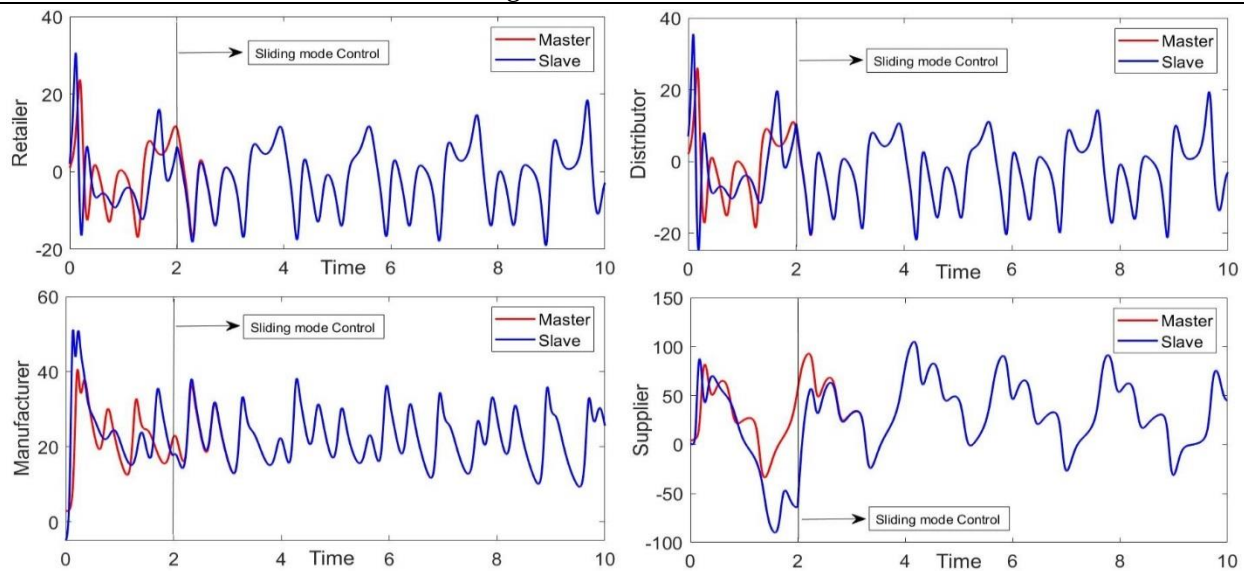 40
20
0
-20
Retailer
Sliding mode Control
Master
Slave
0 2 4 6 8 10
Time
40
20
0
-20
Distributor
Sliding mode Control
Master
Slave
0 2 4 6 8 10
Time
60
40
20
0
Manufacturer
Sliding mode Control
Master
Slave
0 2 4 6 8 10
Time
150
100
50
0
-50
-100
Supplier
Master
Slave
Sliding mode Control
0 2 4 6 8 10
Time